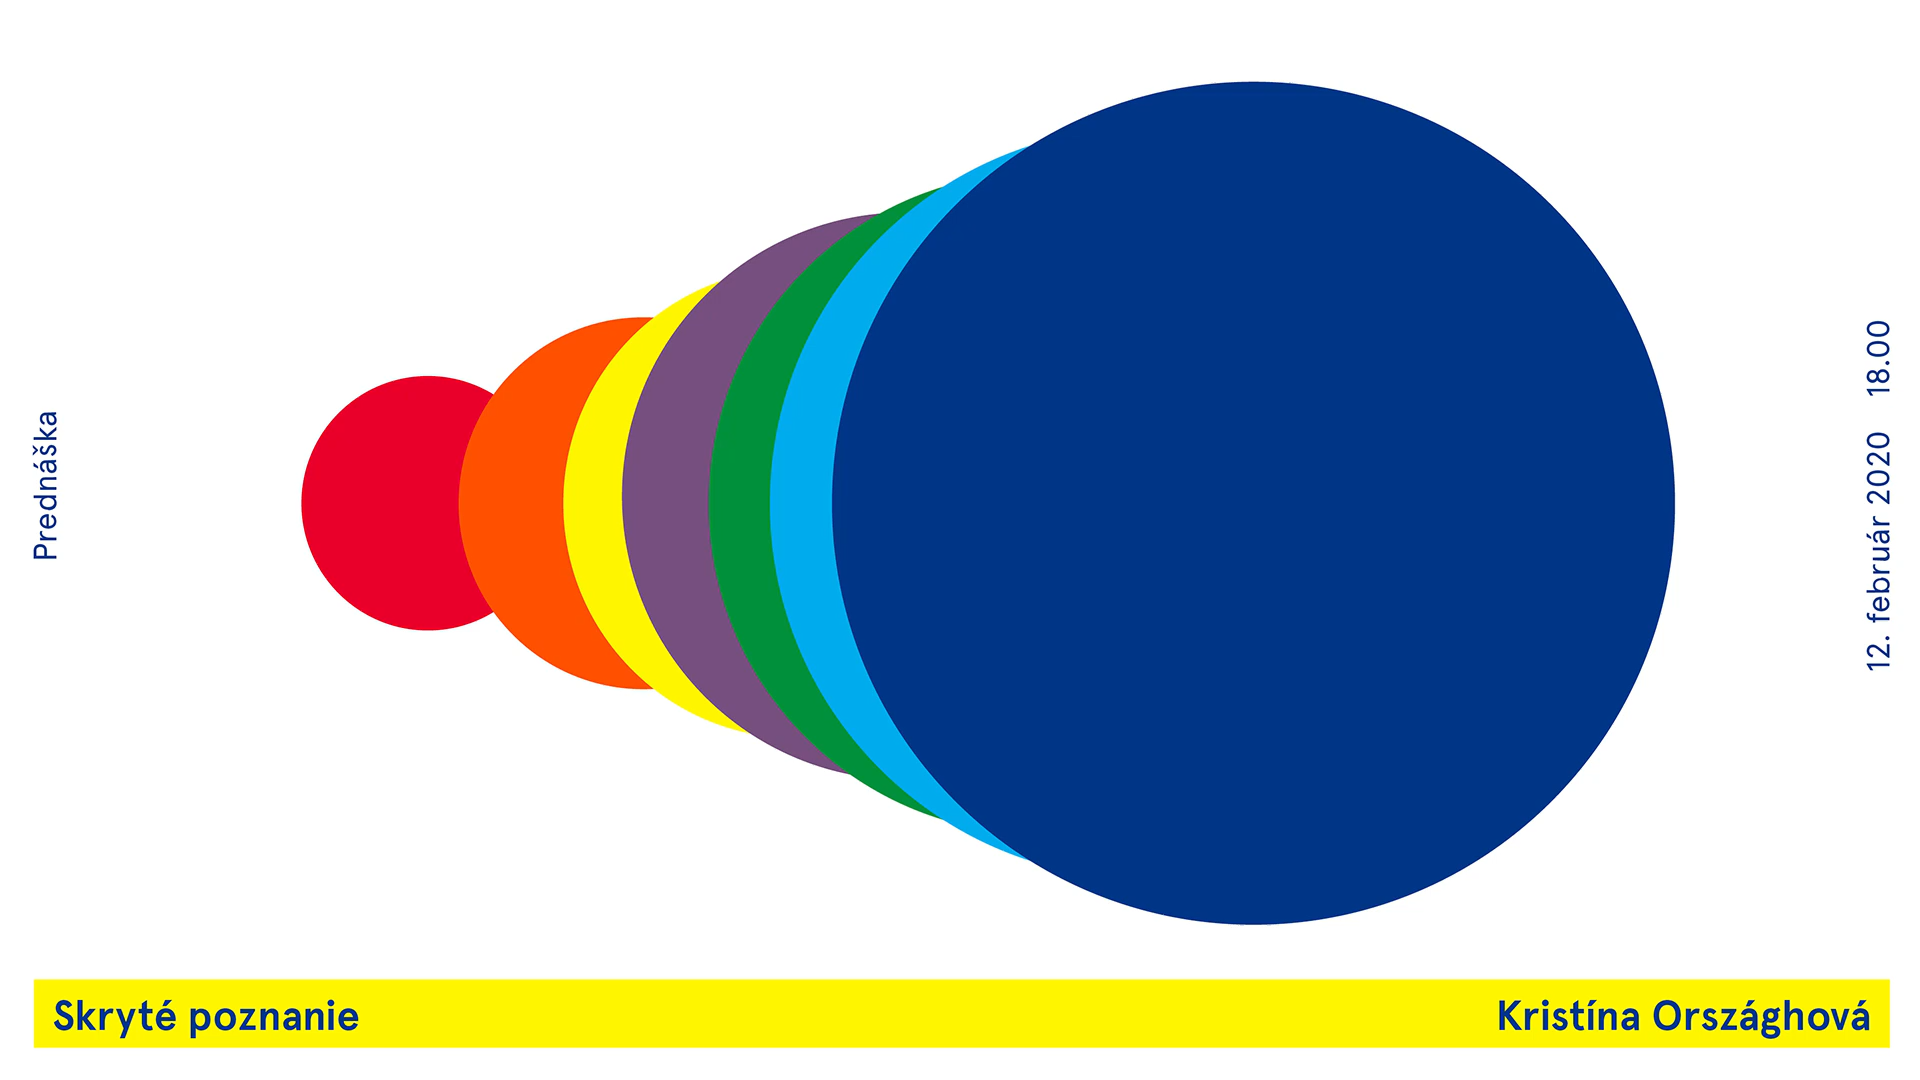 Prednáška
12. február 2020 18.00
Skryté poznanie
Kristína Országhová